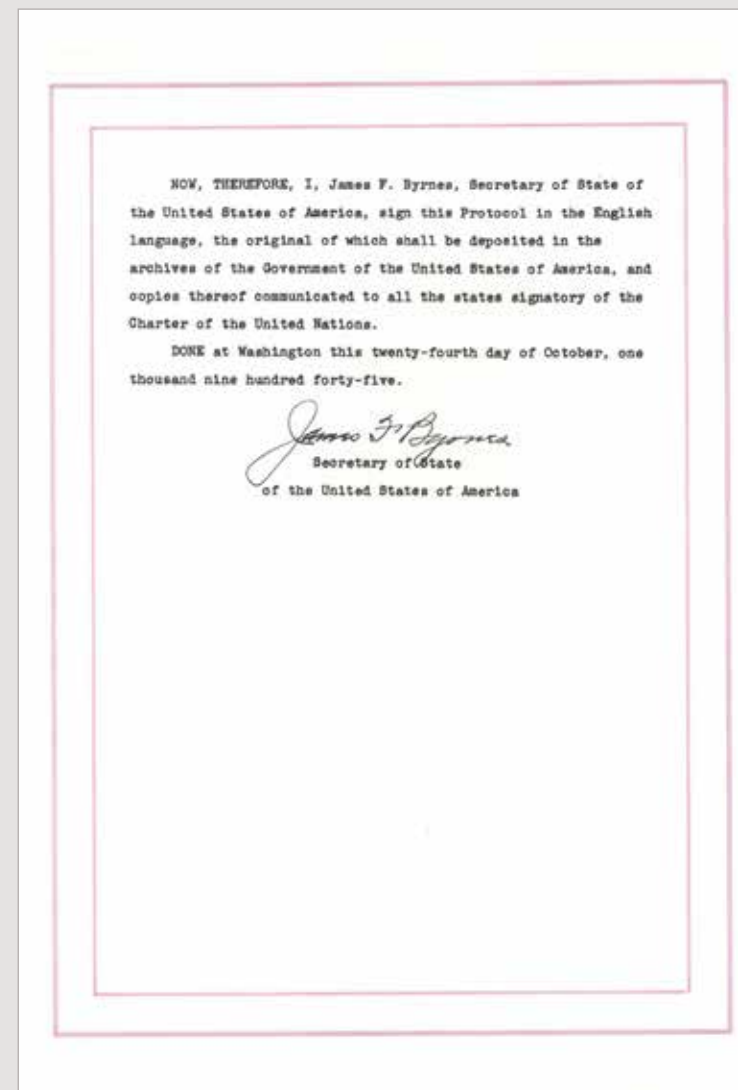 NOW, THEREFORE, I, James F. Byrnes, Secretary of State of
the United States of America, sign this Protocol in the English
language, the original of which shall be deposited in the
archives of the Government of the United States of America, and
copies thereof communicated to all the states signatory of the
Charter of the United Nations.
DONE at Washington this twenty-fourth day of October, one
thousand nine hundred forty-five.
James F Byrnes
Secretary of State
of the United States of America